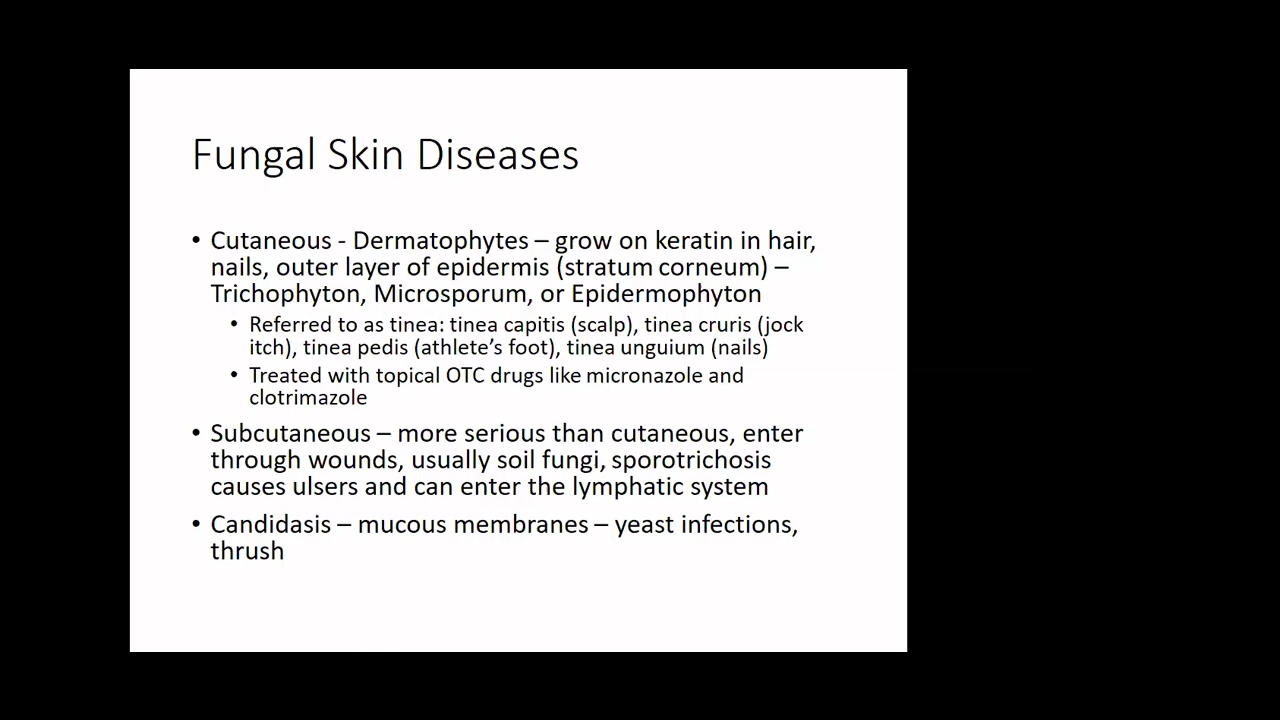 Fungal Skin Diseases
• Cutaneous - Dermatophytes – grow on keratin in hair,
nails, outer layer of epidermis (stratum corneum) –
Trichophyton, Microsporum, or Epidermophyton
• Referred to as tinea: tinea capitis (scalp), tinea cruris (jock
itch), tinea pedis (athlete’s foot), tinea unguium (nails)
• Treated with topical OTC drugs like micronazole and
clotrimazole
• Subcutaneous – more serious than cutaneous, enter
through wounds, usually soil fungi, sporotrichosis
causes ulsers and can enter the lymphatic system
• Candidasis – mucous membranes – yeast infections,
thrush